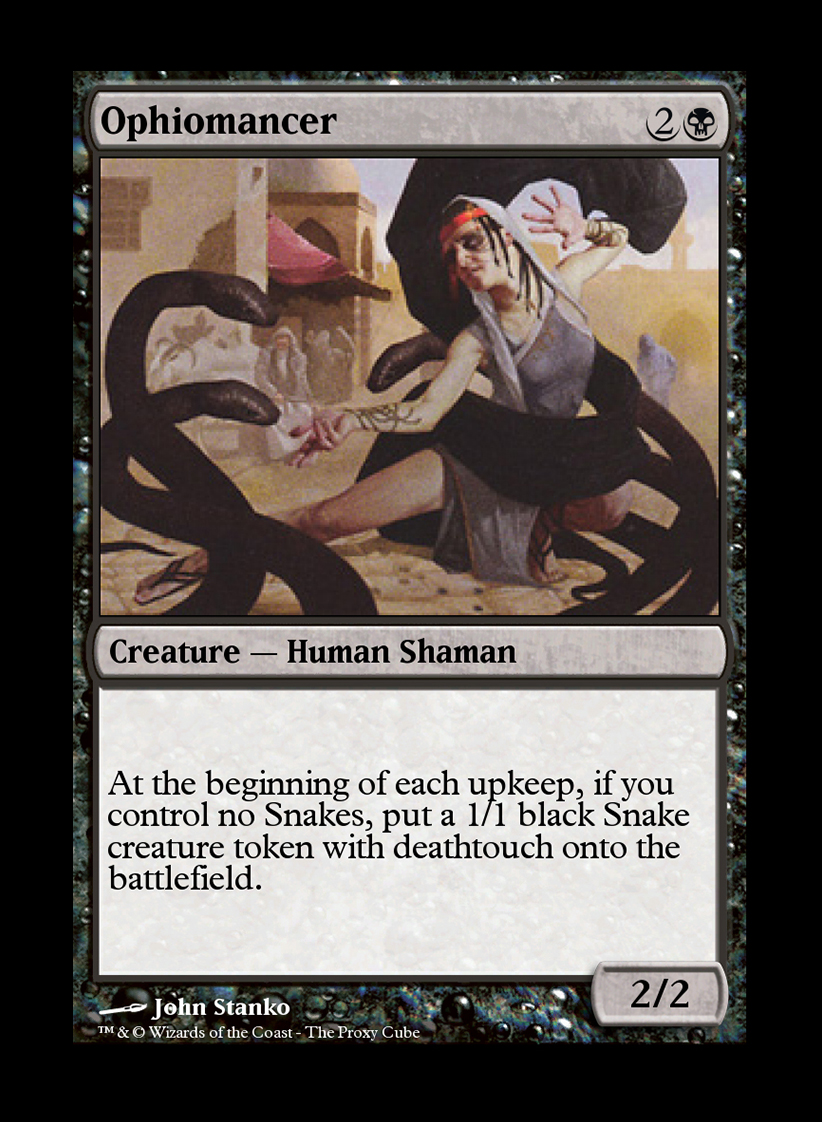 Ophiomancer 2
Creature — Human Shaman
At the beginning of each upkeep, if you
control no Snakes, put a 1/1 black Snake
creature token with deathtouch onto the
battlefield.
2/2
John Stanko
™ & © Wizards of the Coast - The Proxy Cube